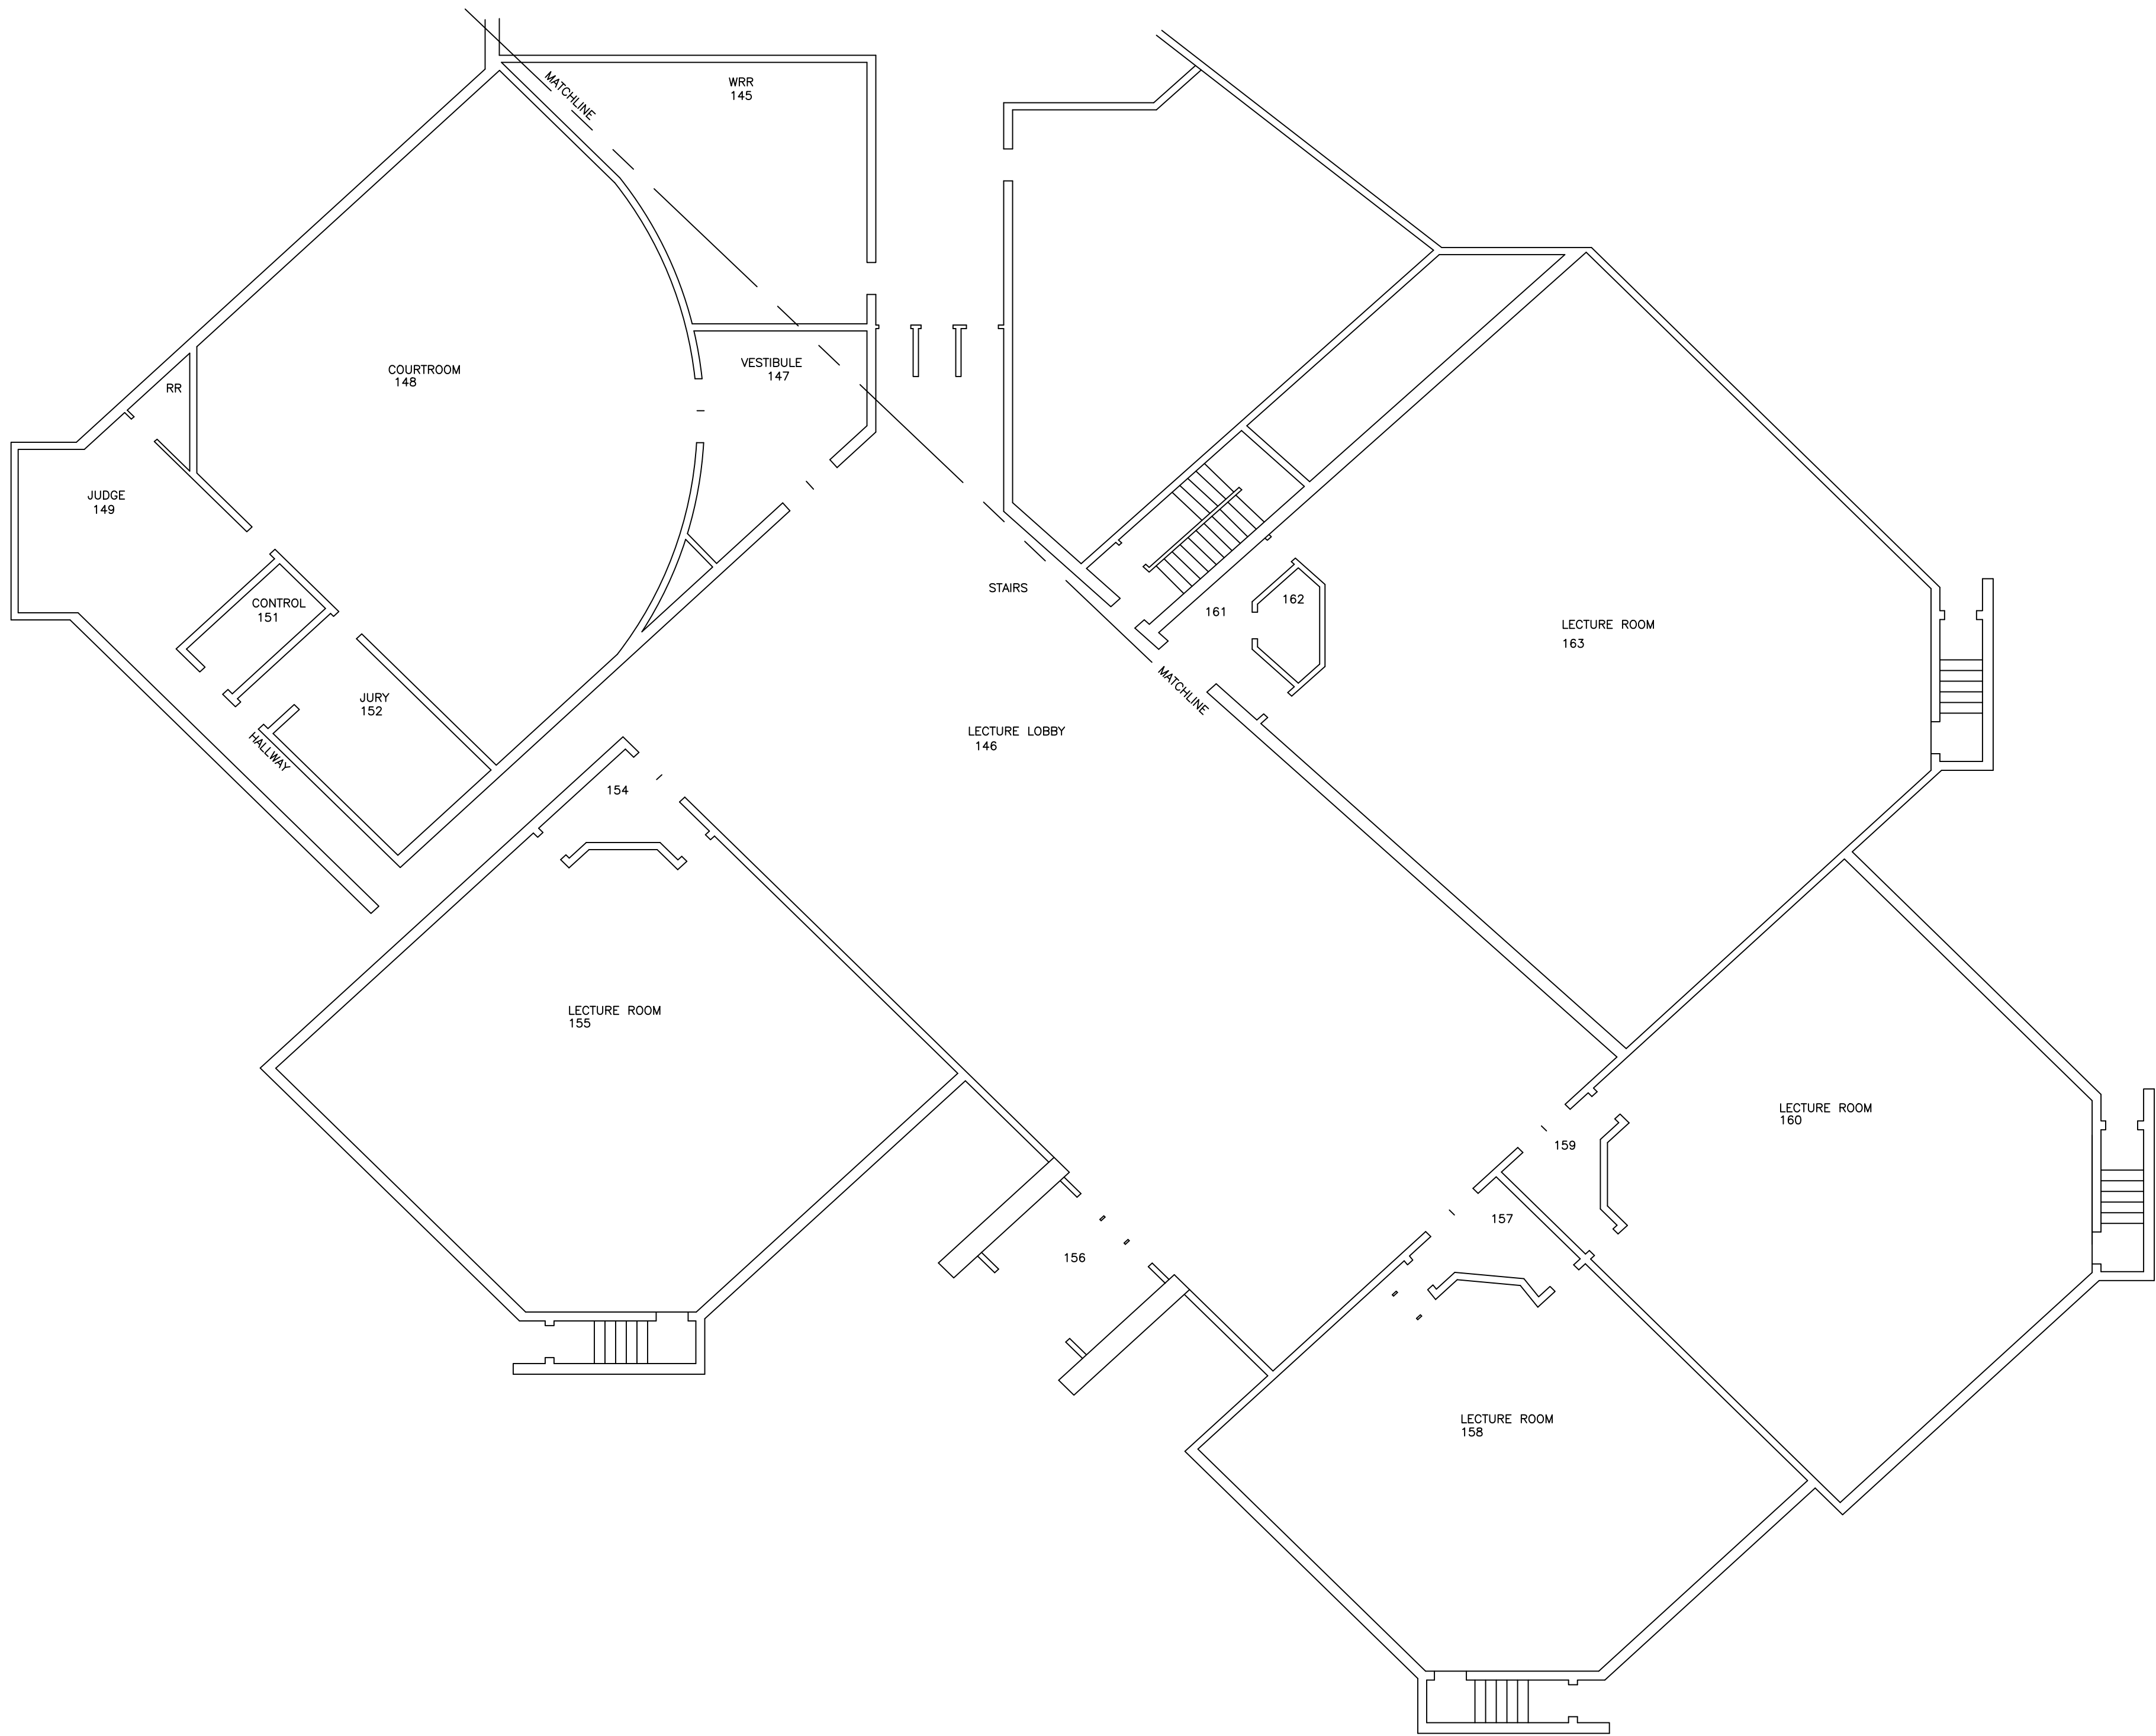 MATCHLINE
WRR
145
VESTIBULE
147
COURTROOM
148
RR
JUDGE
149
CONTROL
151
STAIRS
161
162
LECTURE ROOM
163
MATCHLINE
JURY
152
LECTURE LOBBY
146
HALLWAY
154
LECTURE ROOM
155
LECTURE ROOM
160
159
157
156
LECTURE ROOM
158